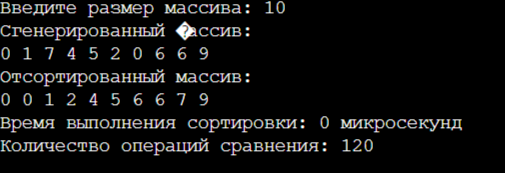 Введите размер массива: 10
Сгенерированный �ассив:
0 1 7 4 5 2 0 6 6 9
Отсортированный массив:
0 0 1 2 4 5 6 6 7 9
Время выполнения сортировки: 0 микросекунд
Количество операций сравнения: 120